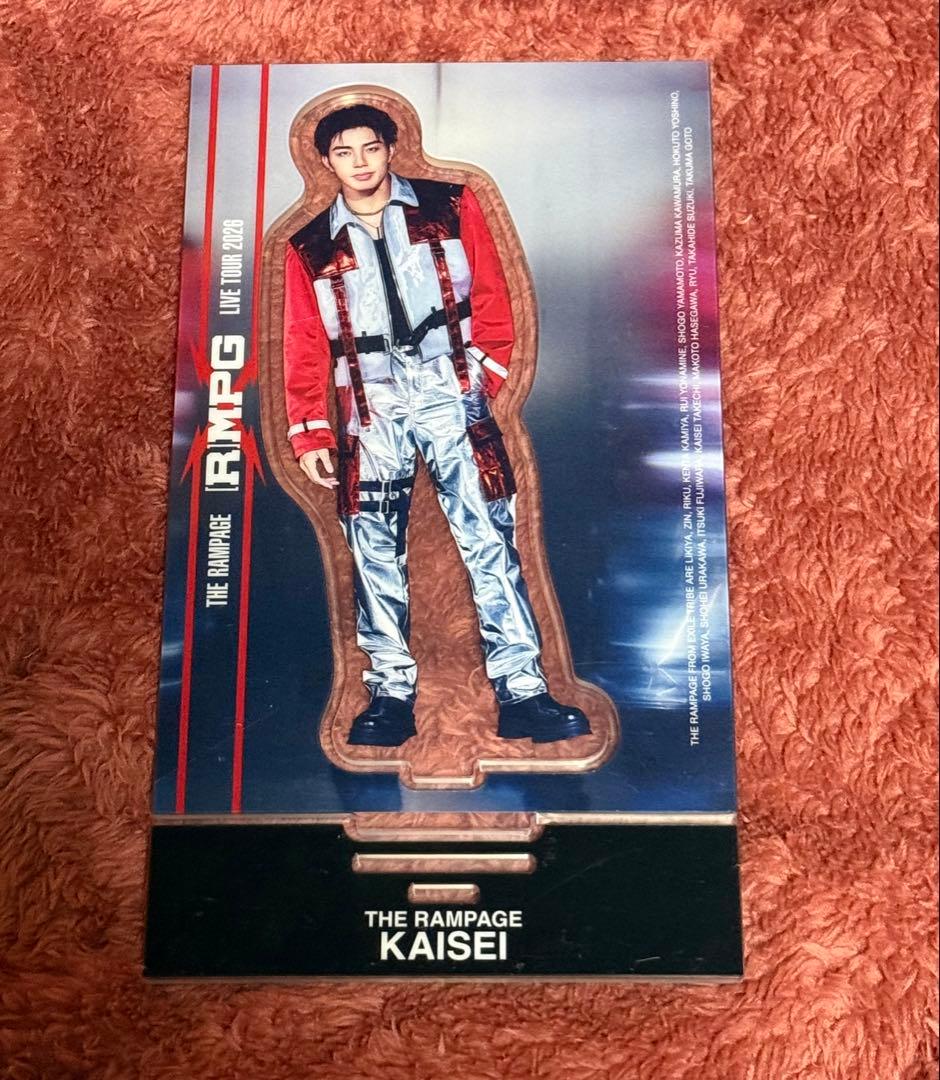 THE RAMPAGE [R]MPG LIVE TOUR 2026
THE RAMPAGE FROM EXILE TRIBE ARE LIKIYA, ZIN, RIKU, KENTA KAMIYA, RUI YONAMINE, SHOGO YAMAMOTO, KAZUMA KAWAMURA, HOKUTO YOSHINO,
SHOGO IWAYA, SHOHEI URAKAWA, ITSUKI FUJIWARA, KAISEI TAKECHI, MAKOTO HASEGAWA, RYU, TAKAHIDE SUZUKI, TAKUMA GOTO
THE RAMPAGE
KAISEI